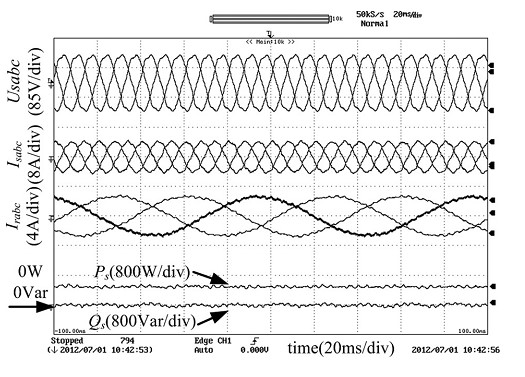 50kS/s 20ms/div
10k Normal
<< Main:10k >>
Usabc
(85V/div)
Isabc
(8A/div)
Irabc
(4A/div)
0W
Ps(800W/div)
0Var
Qs(800Var/div)
-100.00ms 100.00ms
Stopped 794 Edge CH1
(↓2012/07/01 10:42:53) Auto 0.000V time(20ms/div) 2012/07/01 10:42:56